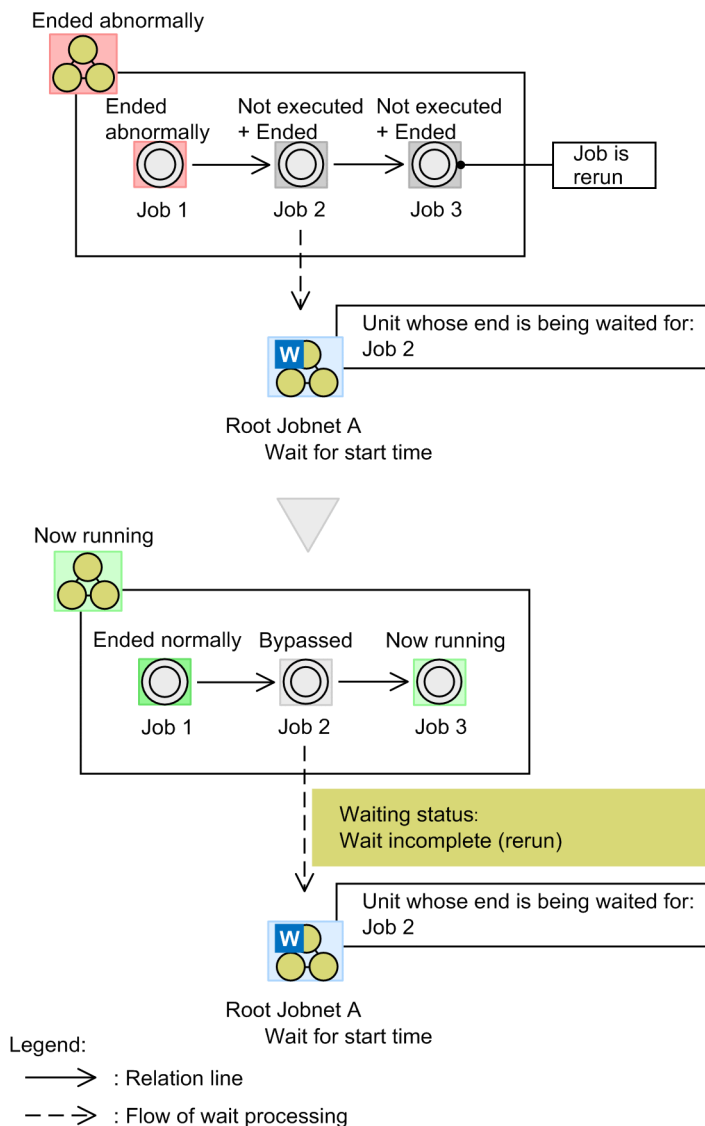 Ended abnormally
Ended
abnormally
Not executed
+ Ended
Not executed
+ Ended
Job is
rerun
Job 1
Job 2
Job 3
Unit whose end is being waited for:
Job 2
W
Root Jobnet A
Wait for start time
Now running
Ended normally
Bypassed
Now running
Job 1
Job 2
Job 3
Waiting status:
Wait incomplete (rerun)
Unit whose end is being waited for:
Job 2
W
Root Jobnet A
Wait for start time
Legend:
: Relation line
: Flow of wait processing